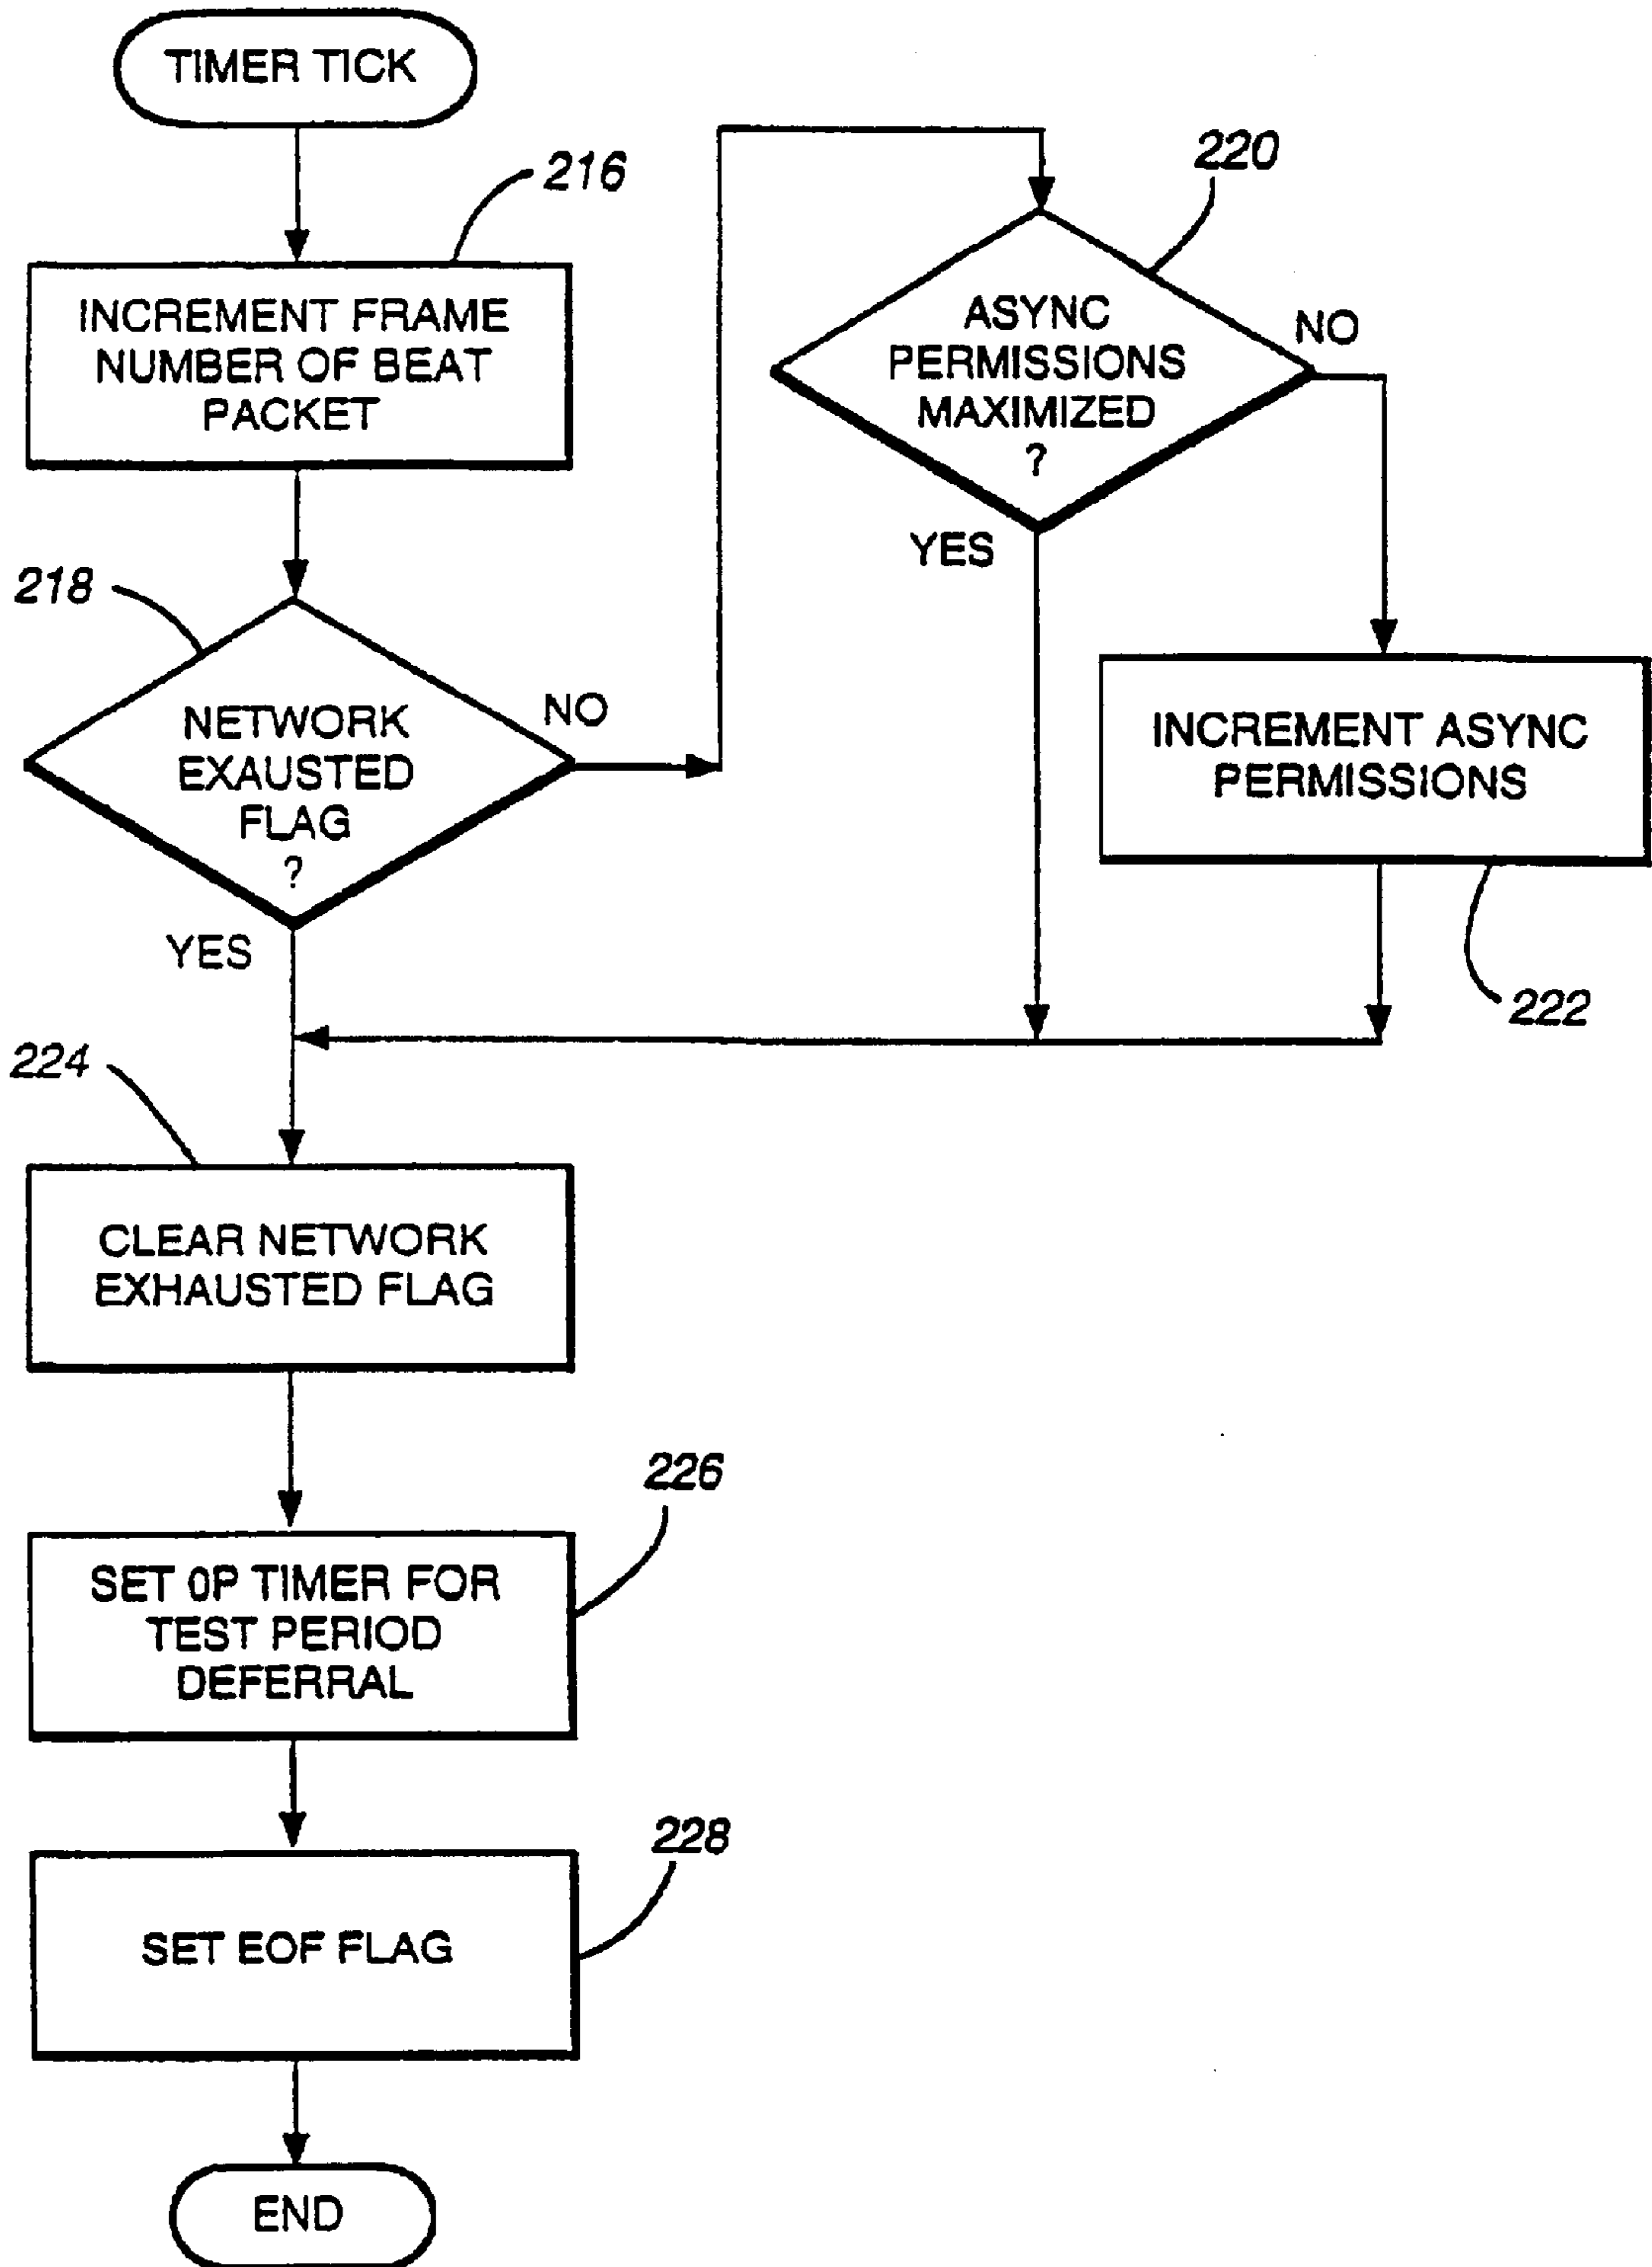 TIMER TICK
216
INCREMENT FRAME
NUMBER OF BEAT
PACKET
218
NETWORK
EXAUSTED
FLAG
?
NO
YES
220
ASYNC
PERMISSIONS
MAXIMIZED
?
NO
YES
INCREMENT ASYNC
PERMISSIONS
222
224
CLEAR NETWORK
EXHAUSTED FLAG
226
SET 0P TIMER FOR
TEST PERIOD
DEFERRAL
228
SET EOF FLAG
END